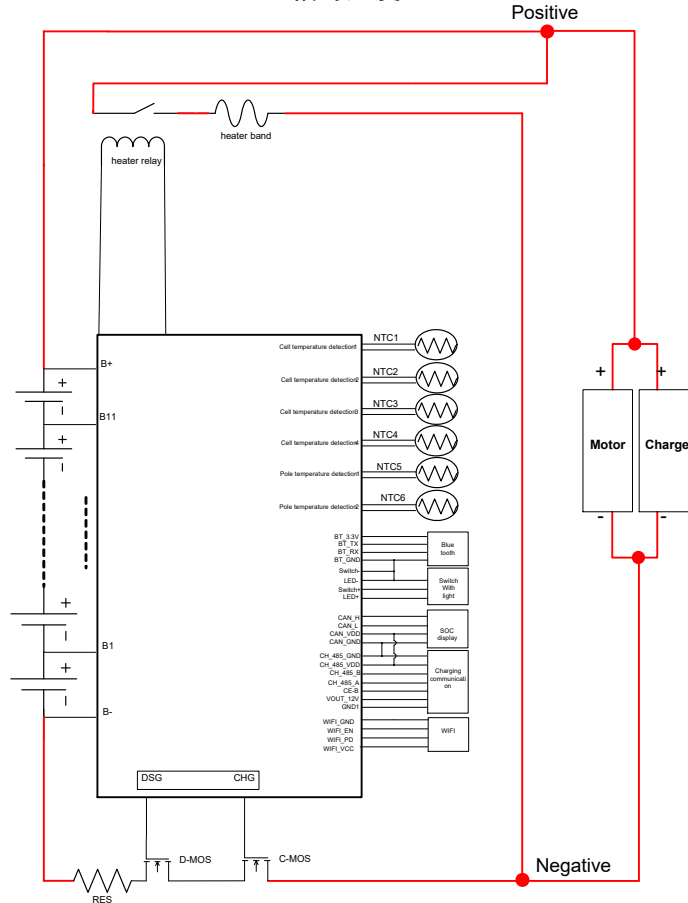 Positive
heater band
heater relay
B+
B11
B1
B-
Cell temperature detection1
NTC1
Cell temperature detection2
NTC2
Cell temperature detection3
NTC3
Cell temperature detection4
NTC4
Pole temperature detection1
NTC5
Pole temperature detection2
NTC6
BT_3.3V
BT_TX
BT_RX
BT_GND
Blue
tooth
Switch-
LED-
Switch+
LED+
Switch
With
light
CAN_H
CAN_L
CAN_VDD
CAN_GND
SOC
display
CH_485_GND
CH_485_VDD
CH_485_B
CH_485_A
CE-B
VOUT_12V
GND1
Charging
communicati
on
WIFI_GND
WIFI_EN
WIFI_PD
WIFI_VCC
WIFI
+
+
Motor
Charge
-
-
DSG
CHG
D-MOS
C-MOS
RES
Negative